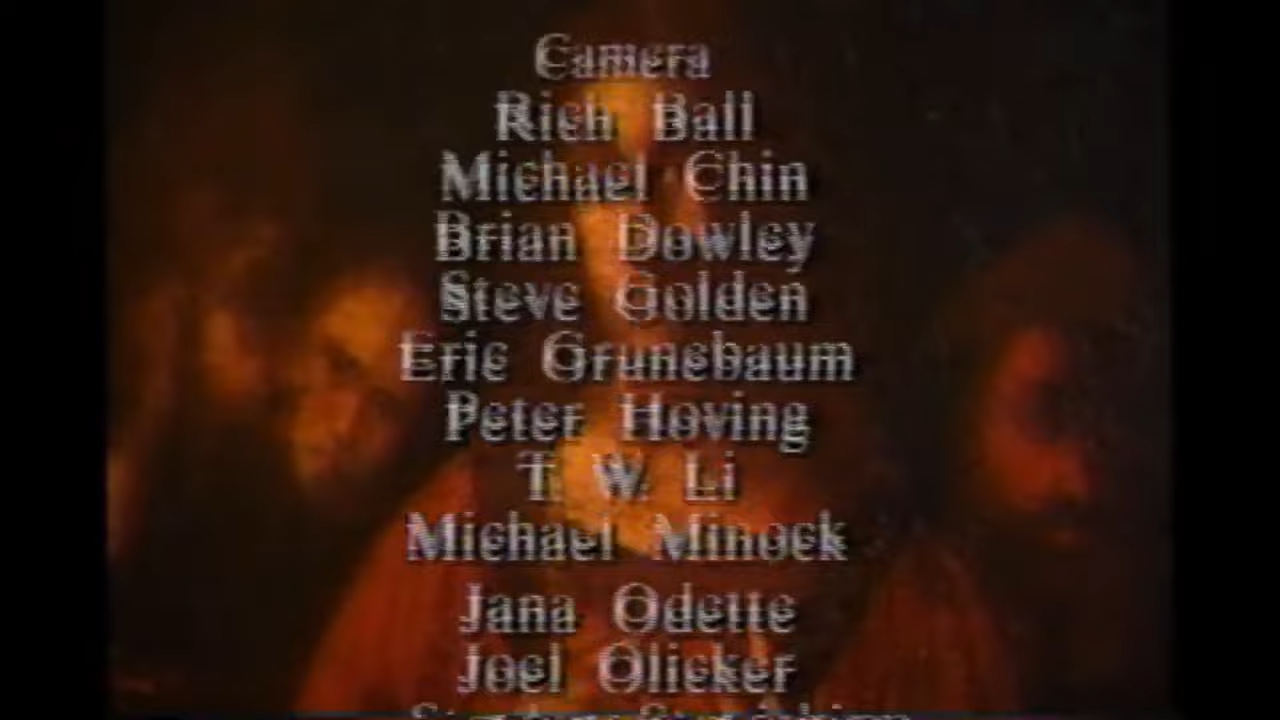 Camera
Rich Ball
Michael Chin
Brian Dowley
Steve Golden
Eric Grunebaum
Peter Hoving
T. W. Li
Michael Minock
Jana Odette
Joel Olicker